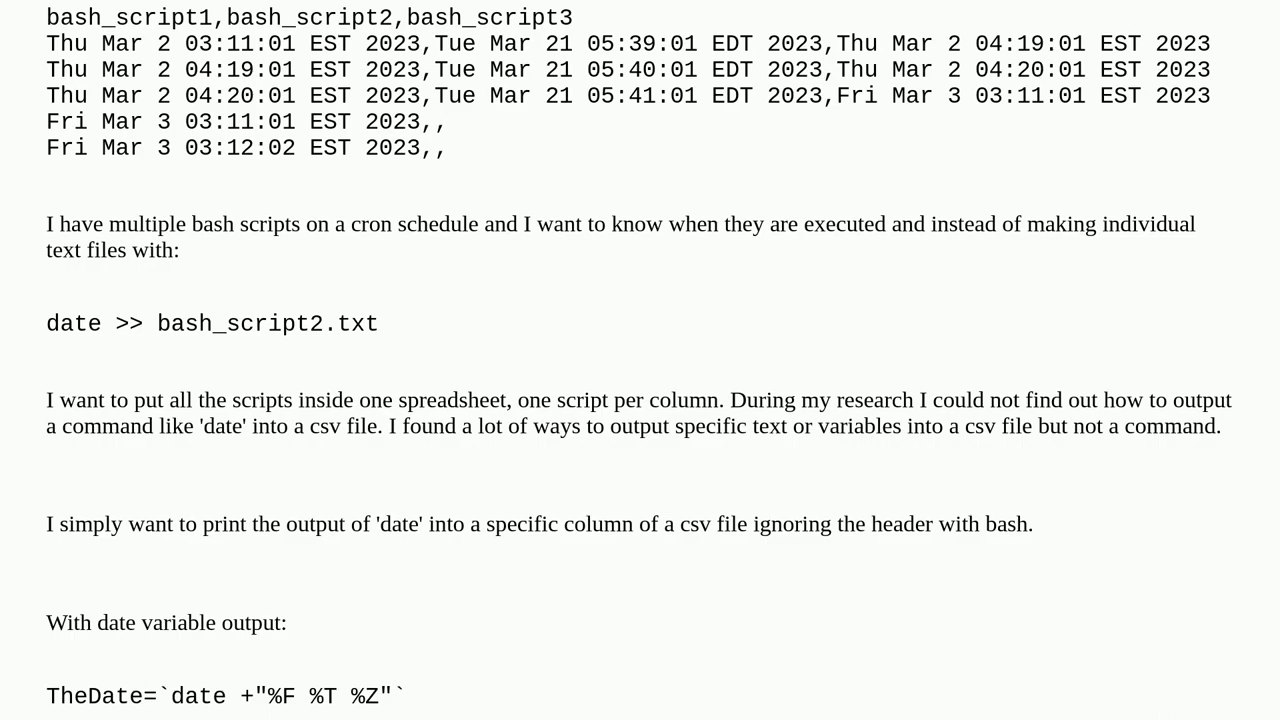 bash_script1,bash_script2,bash_script3
Thu Mar 2 03:11:01 EST 2023,Tue Mar 21 05:39:01 EDT 2023,Thu Mar 2 04:19:01 EST 2023
Thu Mar 2 04:19:01 EST 2023,Tue Mar 21 05:40:01 EDT 2023,Thu Mar 2 04:20:01 EST 2023
Thu Mar 2 04:20:01 EST 2023,Tue Mar 21 05:41:01 EDT 2023,Fri Mar 3 03:11:01 EST 2023
Fri Mar 3 03:11:01 EST 2023,,
Fri Mar 3 03:12:02 EST 2023,,
I have multiple bash scripts on a cron schedule and I want to know when they are executed and instead of making individual
text files with:
date >> bash_script2.txt
I want to put all the scripts inside one spreadsheet, one script per column. During my research I could not find out how to output
a command like 'date' into a csv file. I found a lot of ways to output specific text or variables into a csv file but not a command.
I simply want to print the output of 'date' into a specific column of a csv file ignoring the header with bash.
With date variable output:
TheDate=`date +"%F %T %Z"`